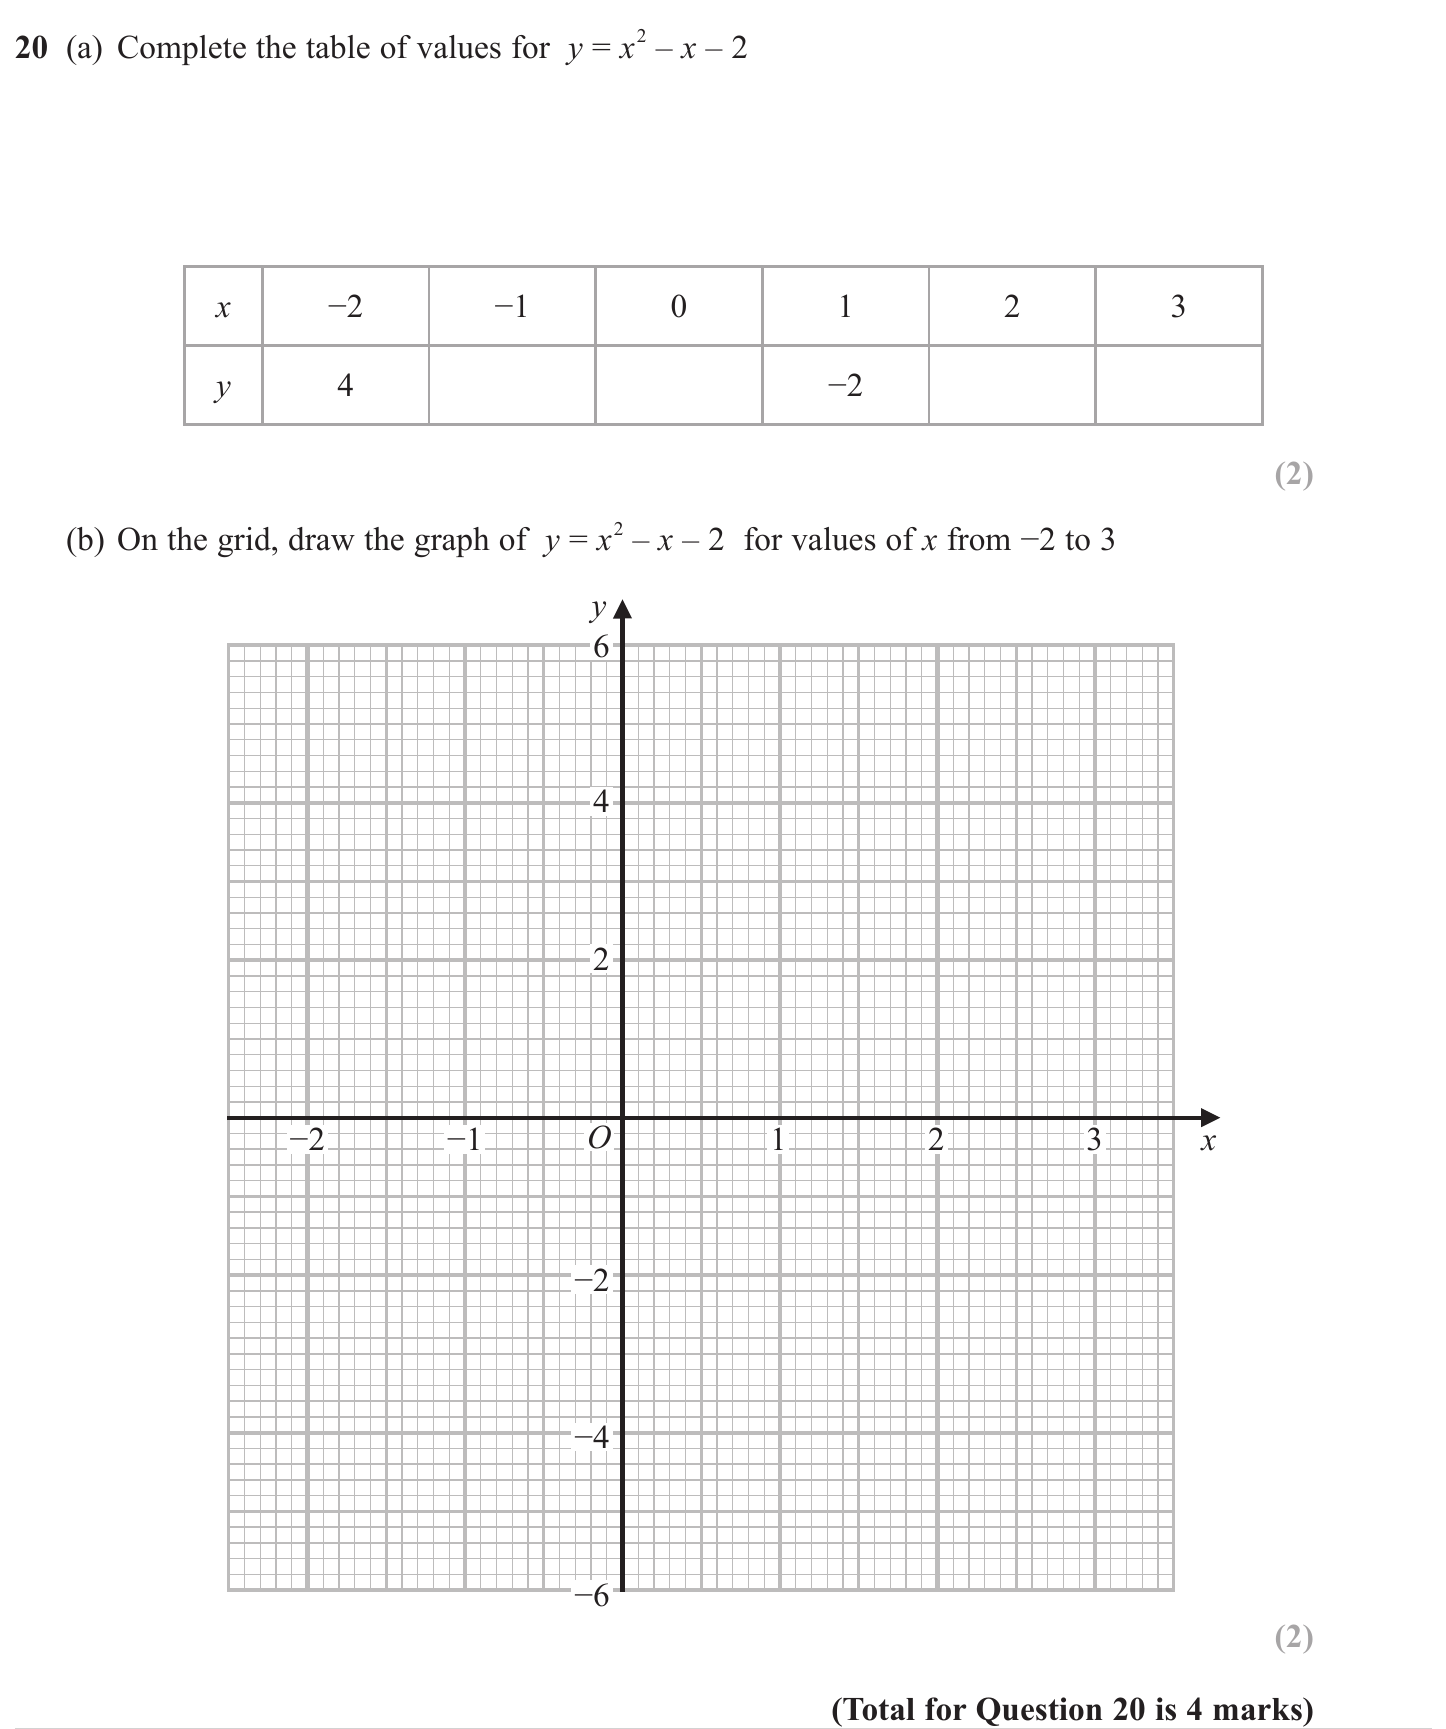 20 (a) Complete the table of values for y = x² – x – 2
x −2 −1 0 1 2 3
y 4 −2
(2)
(b) On the grid, draw the graph of y = x² – x – 2 for values of x from −2 to 3
y
6
4
2
−2 −1 O 1 2 3 x
−2
−4
−6
(2)
(Total for Question 20 is 4 marks)